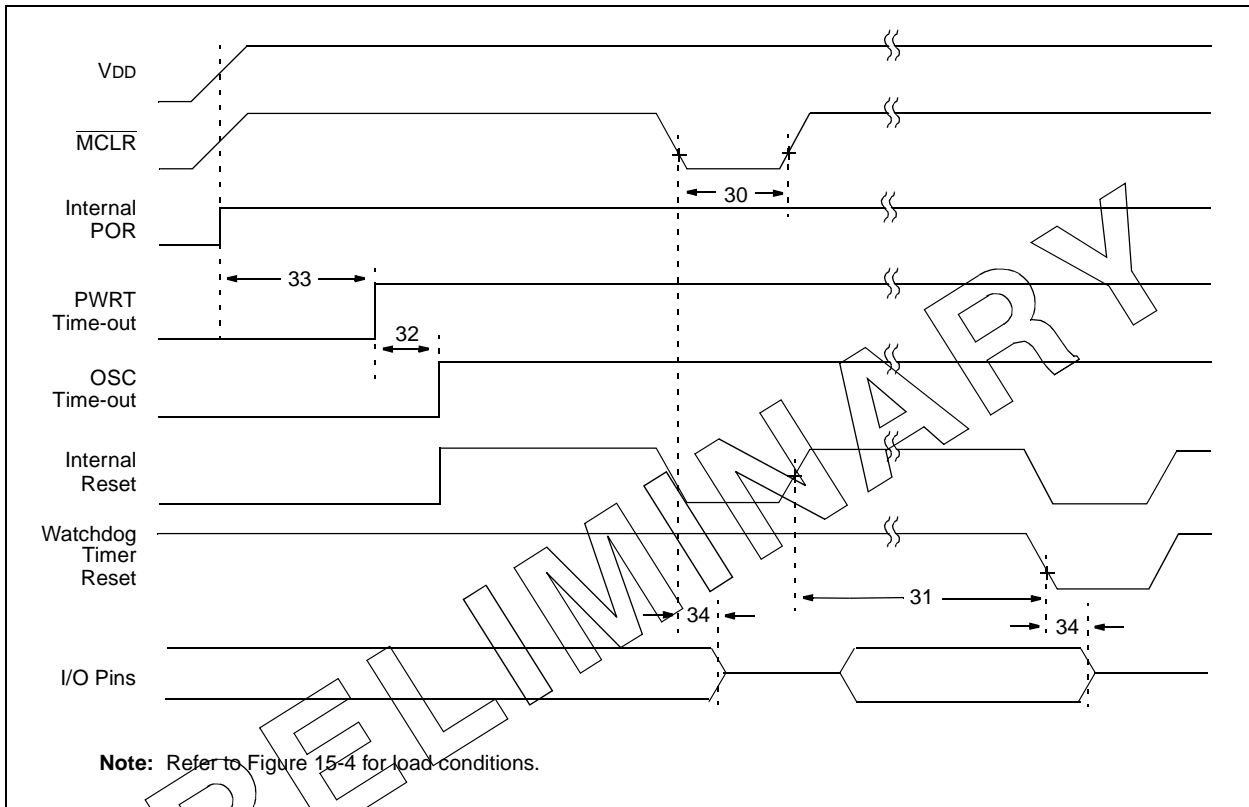 VDD
MCLR
30
Internal
POR
33
PWRT
Time-out
32
OSC
Time-out
Internal
Reset
Watchdog
Timer
Reset
31
34
34
I/O Pins
Note: Refer to Figure 15-4 for load conditions.
PRELIMINARY